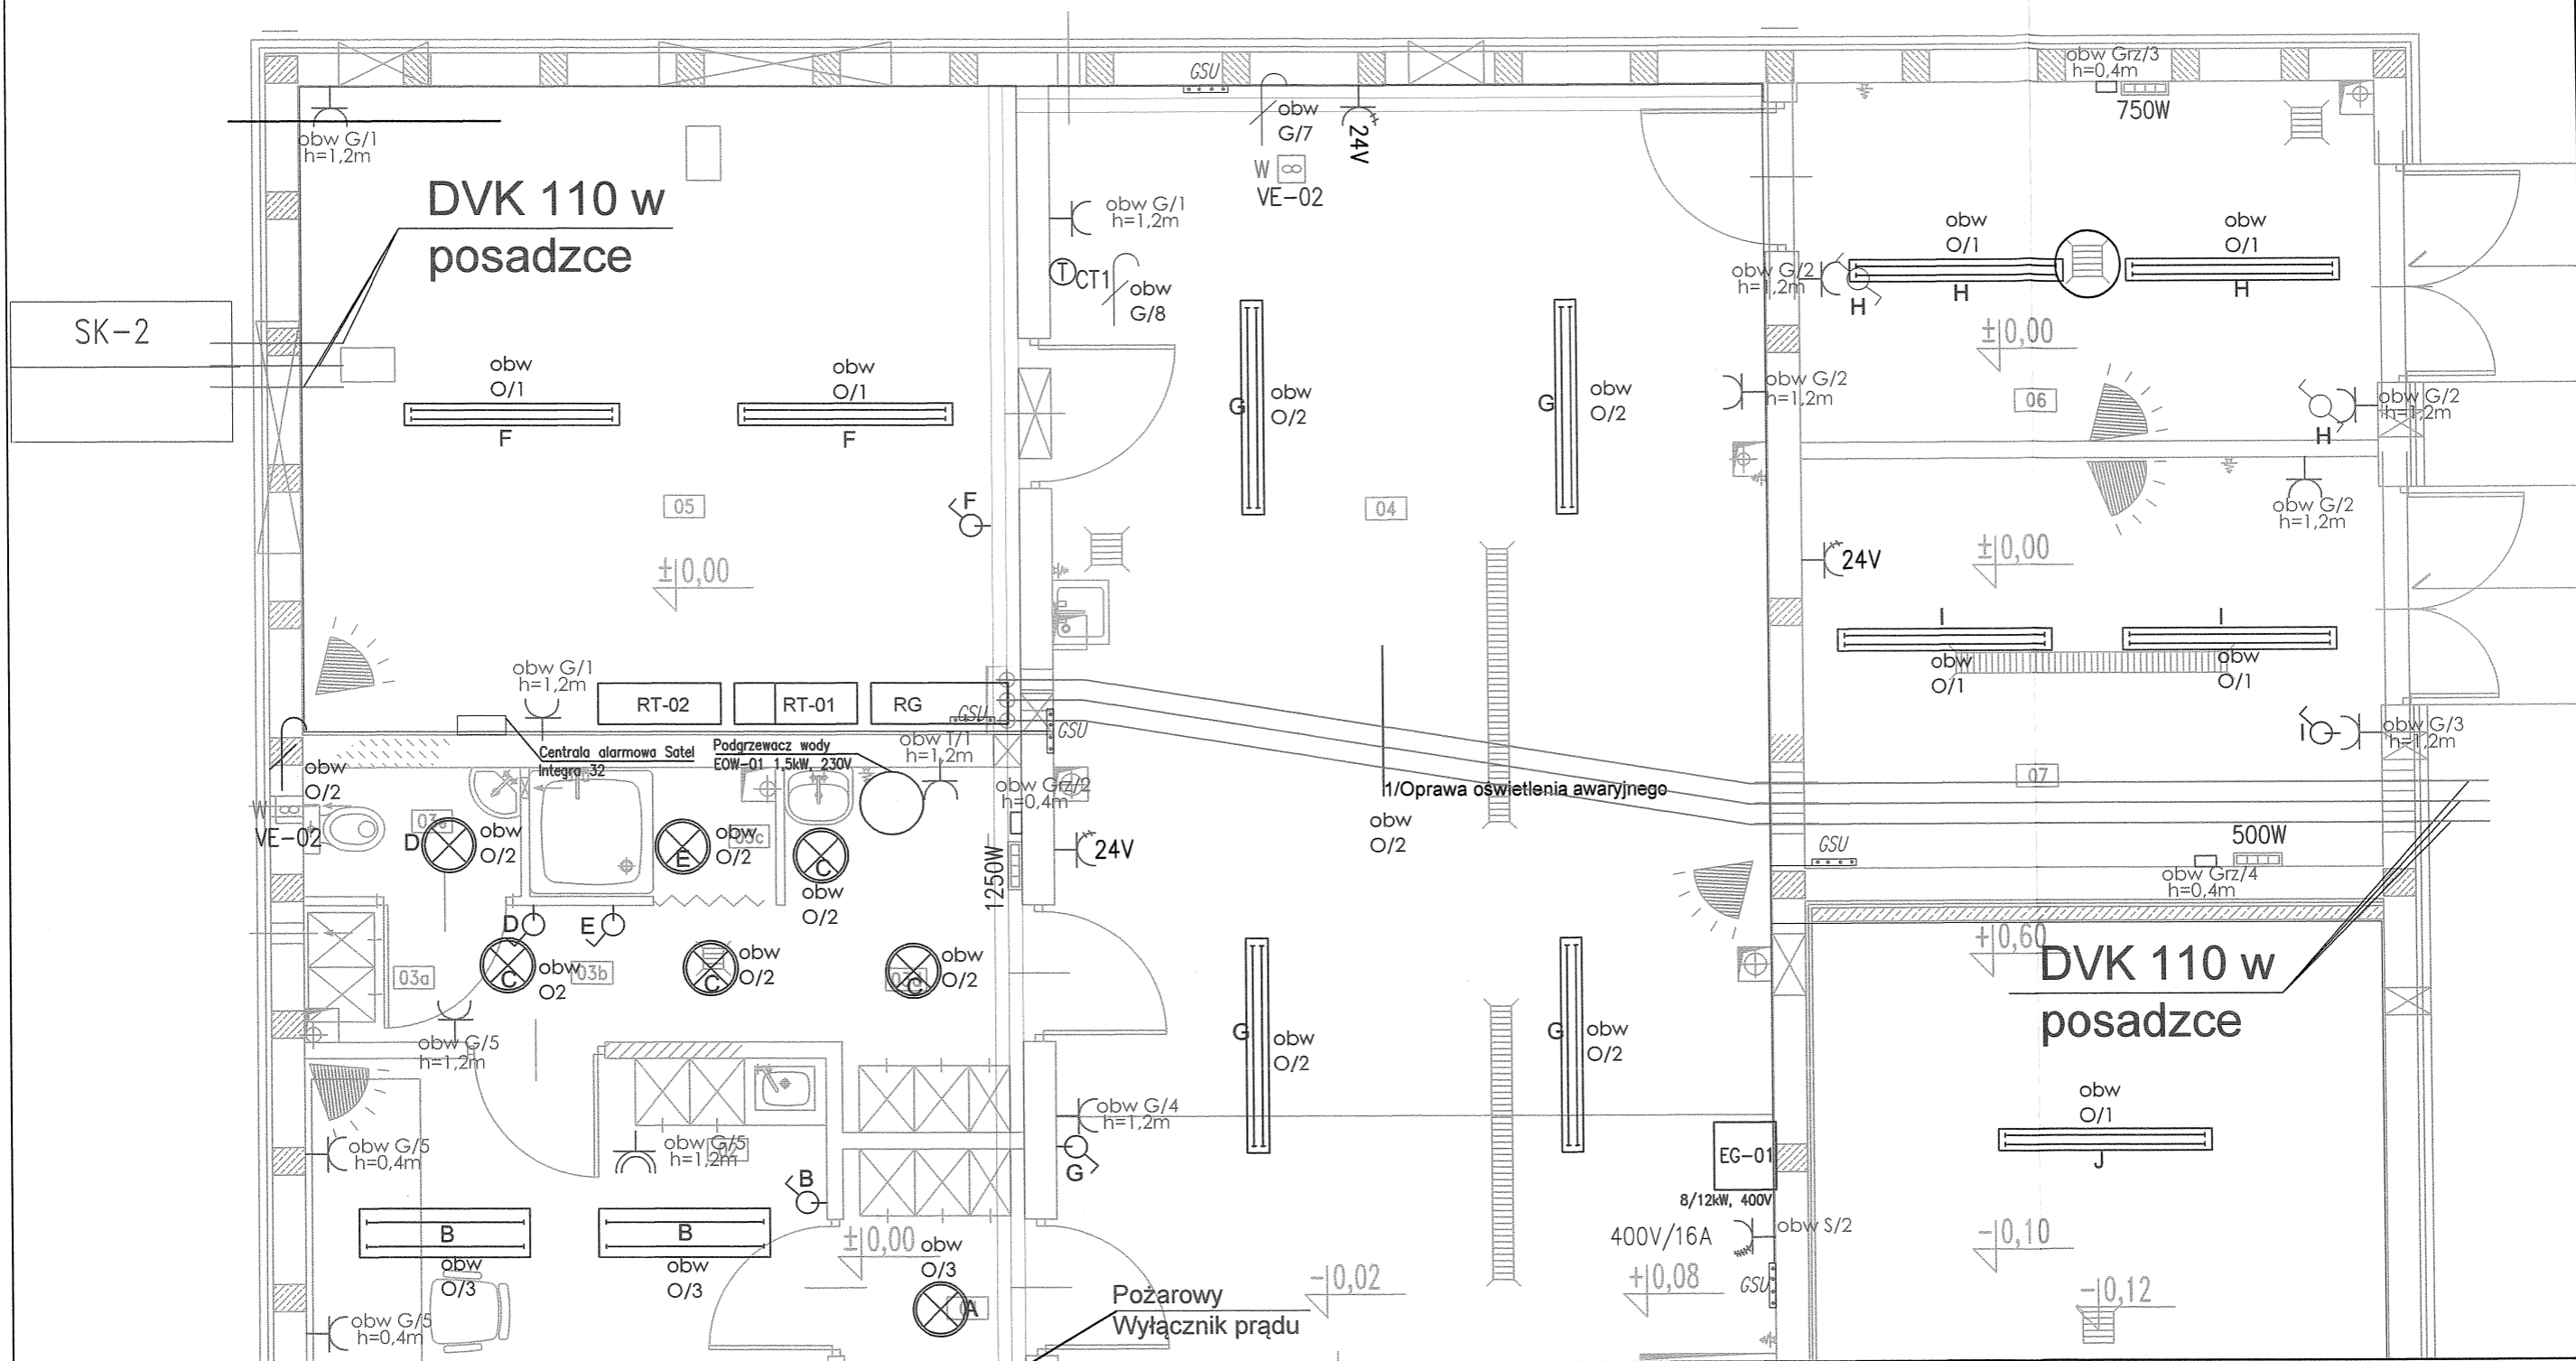 obw Grz/3
h=0,4m
750W
GSU
obw
G/7
24V
W 8
VE-02
obw G/1
h=1,2m
DVK 110 w
posadzce
obw G/1
h=1,2m
T CT1
obw
G/8
SK-2
obw
O/1
H
obw
O/1
H
obw G/2
h=1,2m
H
±0,00
06
obw
O/1
F
obw
O/1
F
G
obw
O/2
G
obw
O/2
obw G/2
h=1,2m
obw G/2
h=1,2m
H
05
F
04
obw G/2
h=1,2m
±0,00
24V
±0,00
I
obw
O/1
I
obw
O/1
obw G/1
h=1,2m
RT-02
RT-01
RG
GSU
GSU
I
obw G/3
h=1,2m
Centrala alarmowa Satel
Integra 32
Podgrzewacz wody
EOW-01 1,5kW, 230V
obw T/1
h=1,2m
obw
O/2
W 8
VE-02
obw Grz/2
h=0,4m
1/Oprawa oświetlenia awaryjnego
obw
O/2
07
500W
GSU
obw Grz/4
h=0,4m
D
obw
O/2
E
obw
O/2
03c
C
obw
O/2
1250W
24V
D
E
03a
C
obw
O2
03b
C
obw
O/2
C
obw
O/2
+0,60
DVK 110 w
posadzce
obw G/5
h=1,2m
G
obw
O/2
G
obw
O/2
obw G/5
h=0,4m
obw G/5
h=1,2m
B
obw G/4
h=1,2m
G
EG-01
8/12kW, 400V
obw
O/1
J
B
obw
O/3
B
obw
O/3
±0,00
obw
O/3
A
400V/16A
obw S/2
-0,10
obw G/5
h=0,4m
Pożarowy
Wyłącznik prądu
-0,02
+0,08
GSU
-0,12